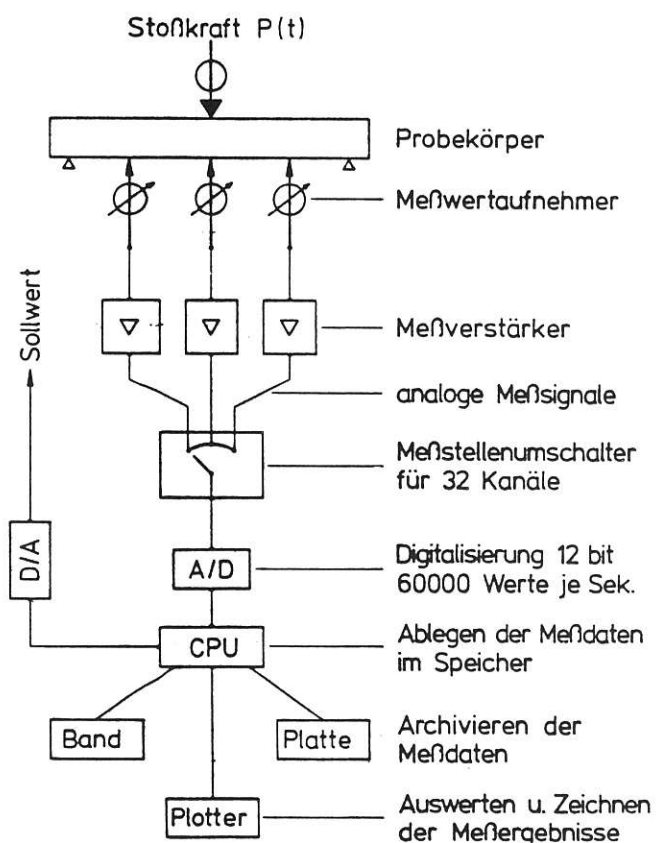 Stoßkraft P(t)
Probekörper
Meßwertaufnehmer
Sollwert
Meßverstärker
analoge Meßsignale
Meßstellenumschalter
für 32 Kanäle
D/A
A/D
Digitalisierung 12 bit
60000 Werte je Sek.
CPU
Ablegen der Meßdaten
im Speicher
Band
Platte
Archivieren der
Meßdaten
Plotter
Auswerten u. Zeichnen
der Meßergebnisse